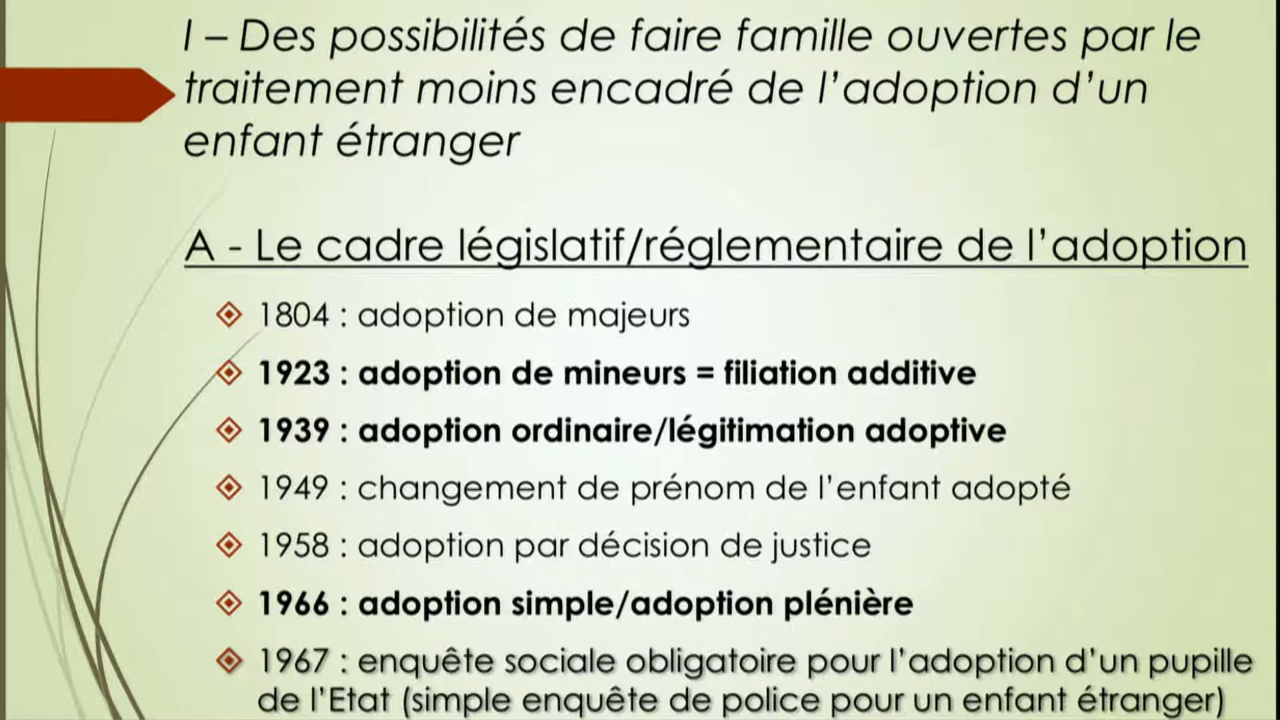 I – Des possibilités de faire famille ouvertes par le
traitement moins encadré de l’adoption d’un
enfant étranger
A - Le cadre législatif/réglementaire de l’adoption
1804 : adoption de majeurs
1923 : adoption de mineurs = filiation additive
1939 : adoption ordinaire/légitimation adoptive
1949 : changement de prénom de l’enfant adopté
1958 : adoption par décision de justice
1966 : adoption simple/adoption plénière
1967 : enquête sociale obligatoire pour l’adoption d’un pupille
de l’Etat (simple enquête de police pour un enfant étranger)